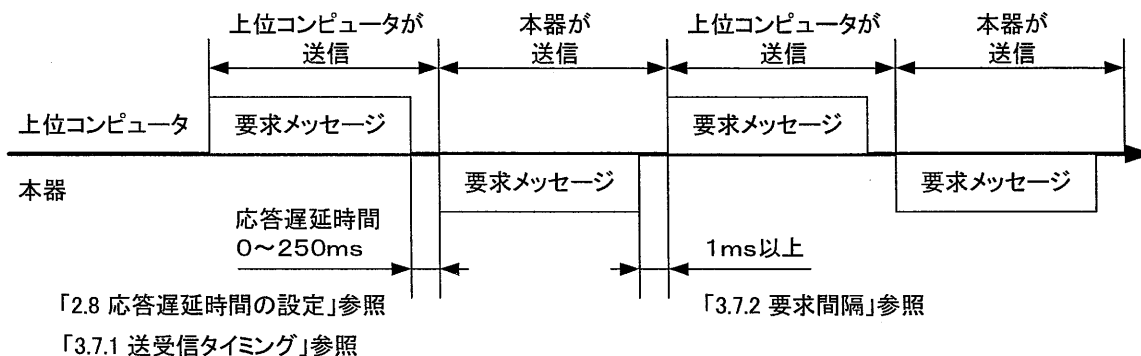 上位コンピュータが
送信
本器が
送信
上位コンピュータが
送信
本器が
送信
上位コンピュータ
要求メッセージ
要求メッセージ
本器
要求メッセージ
要求メッセージ
応答遅延時間
0~250ms
1ms以上
「2.8 応答遅延時間の設定」参照
「3.7.2 要求間隔」参照
「3.7.1 送受信タイミング」参照